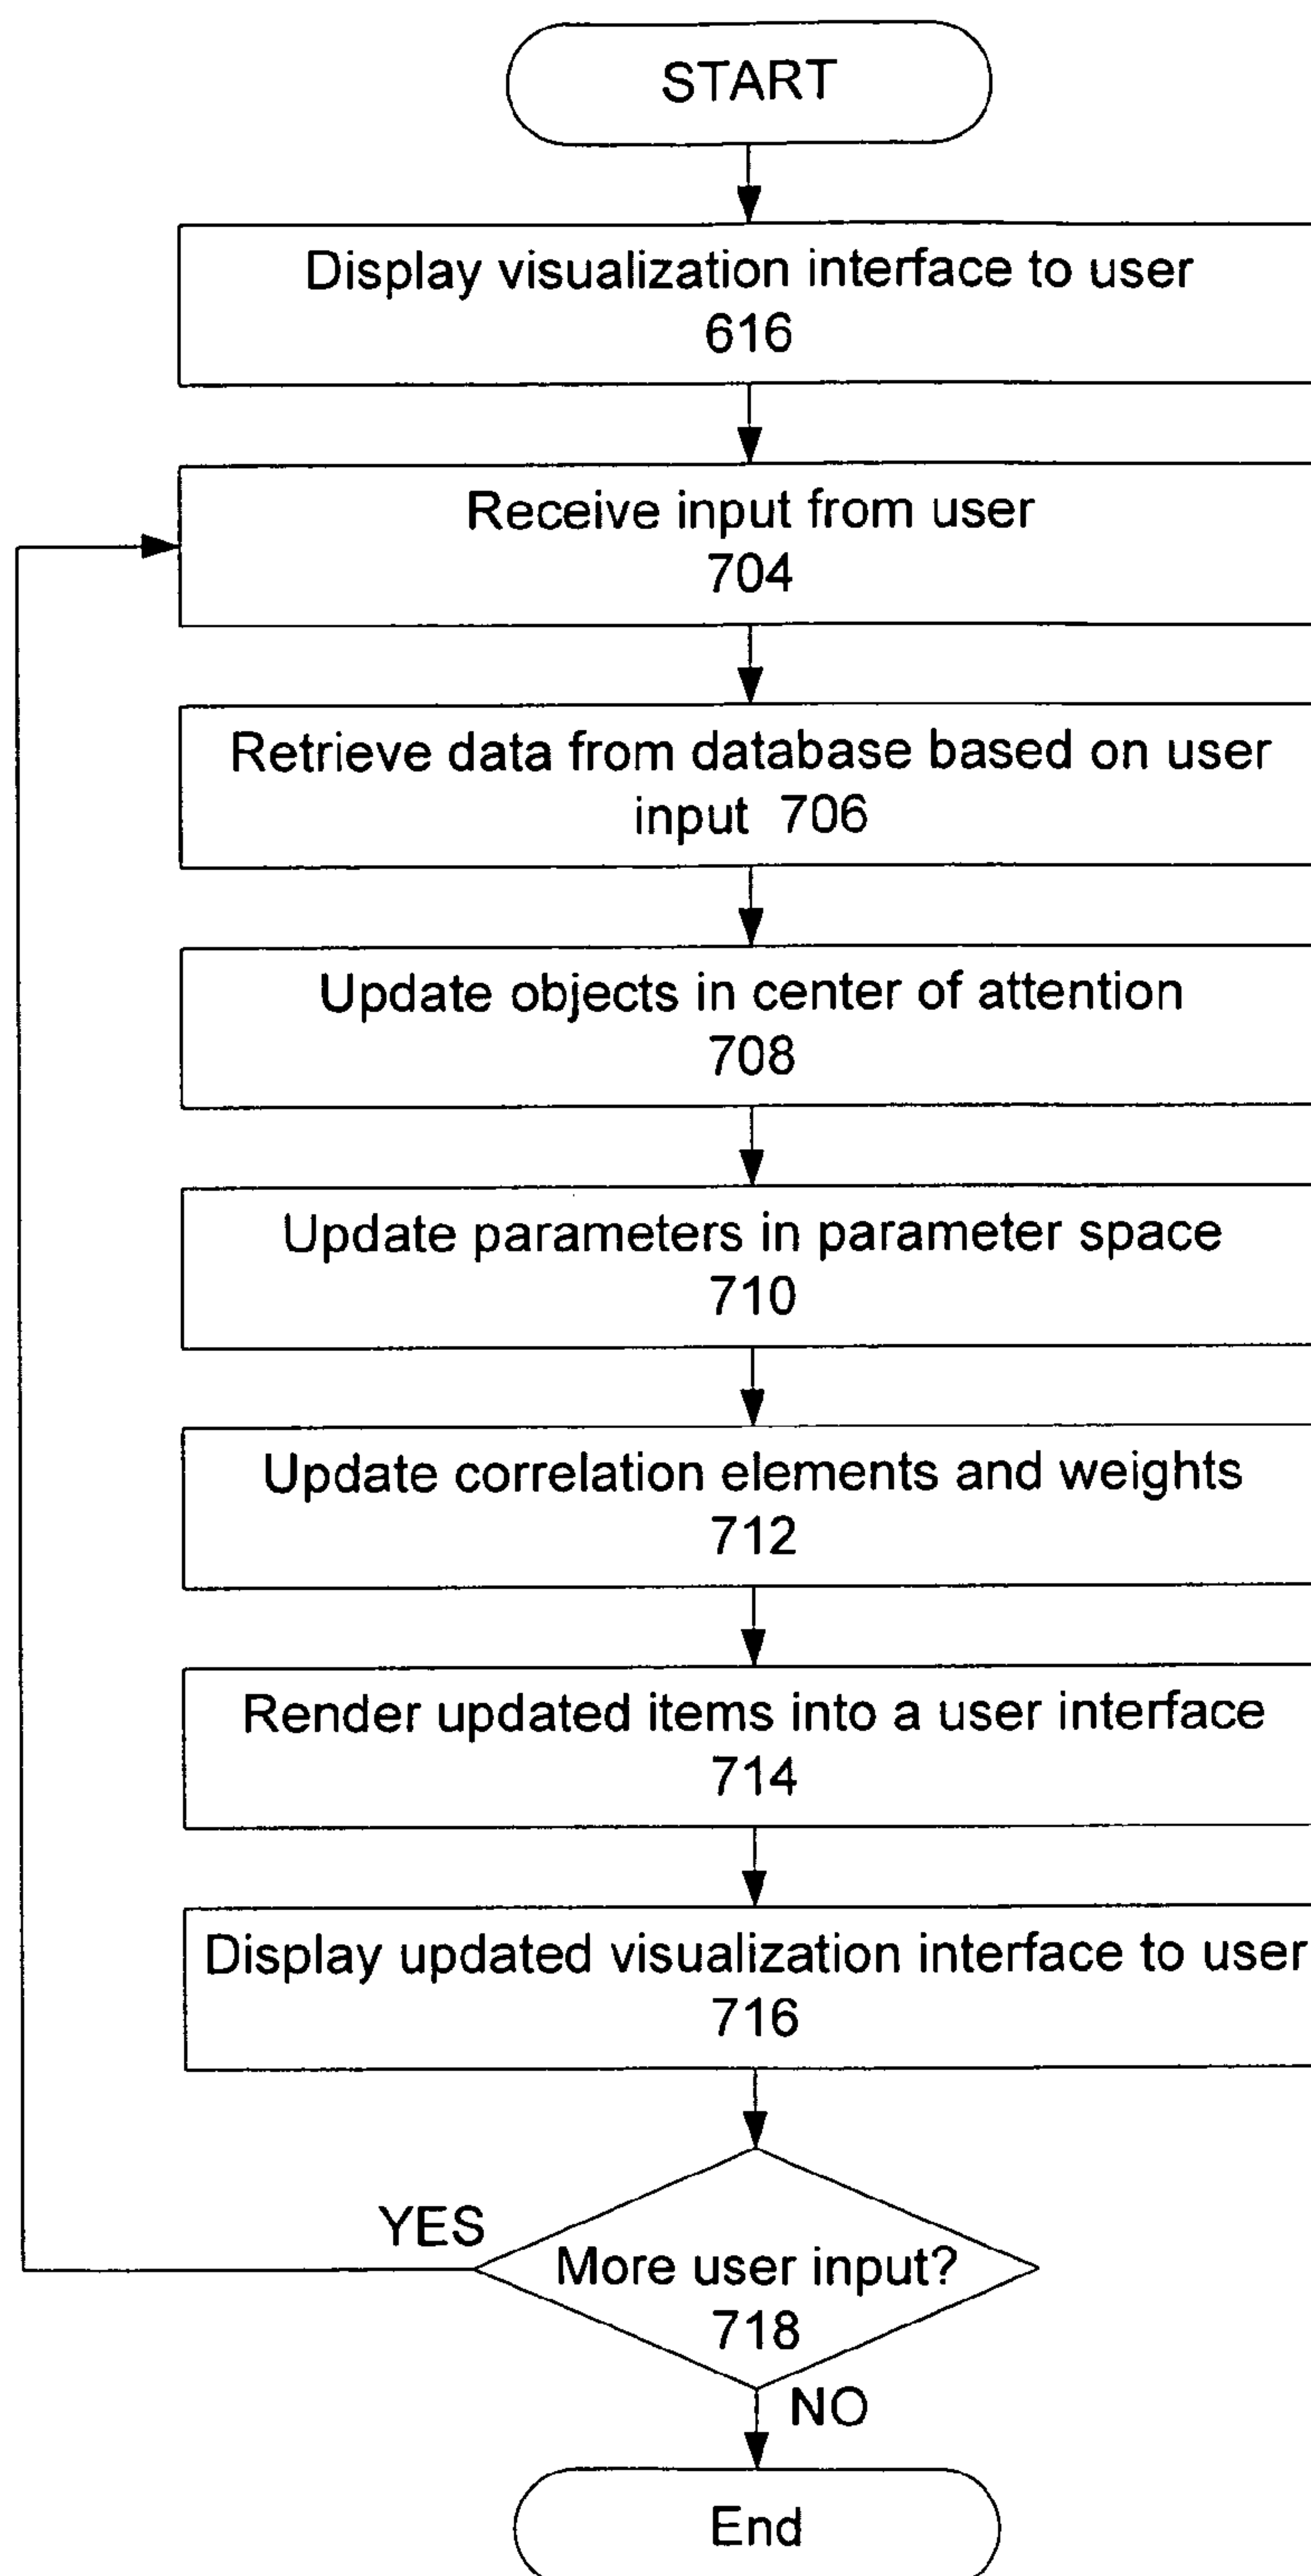 START
Display visualization interface to user
616
Receive input from user
704
Retrieve data from database based on user
input 706
Update objects in center of attention
708
Update parameters in parameter space
710
Update correlation elements and weights
712
Render updated items into a user interface
714
Display updated visualization interface to user
716
YES
More user input?
718
NO
End